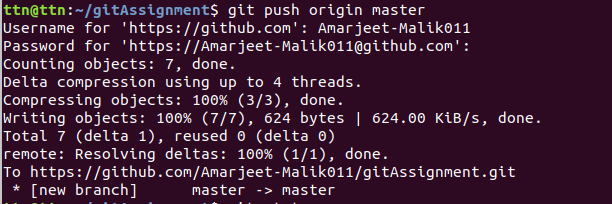 ttn@ttn:~/gitAssignment$ git push origin master
Username for 'https://github.com': Amarjeet-Malik011
Password for 'https://Amarjeet-Malik011@github.com':
Counting objects: 7, done.
Delta compression using up to 4 threads.
Compressing objects: 100% (3/3), done.
Writing objects: 100% (7/7), 624 bytes | 624.00 KiB/s, done.
Total 7 (delta 1), reused 0 (delta 0)
remote: Resolving deltas: 100% (1/1), done.
To https://github.com/Amarjeet-Malik011/gitAssignment.git
 * [new branch]      master -> master